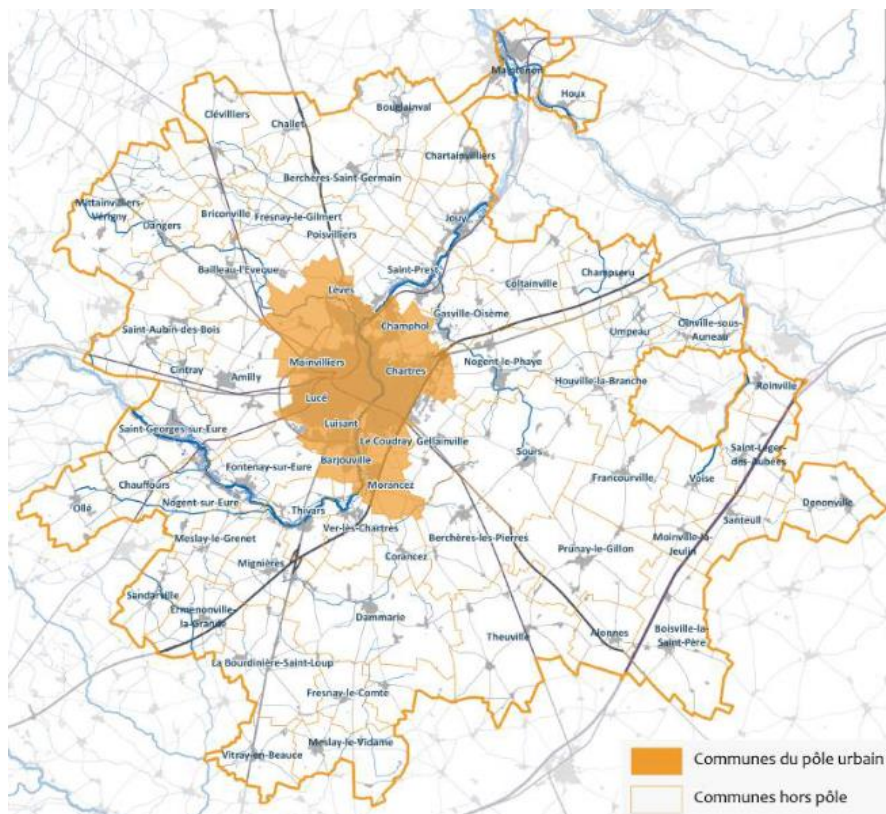 Maintenon
Houx
Bouglainval
Clévilliers
Challet
Chartainvilliers
Berchères-Saint-Germain
Mittainvilliers-
Vérigny
Briconville
Fresnay-le-Gilmert
Jouy
Dangers
Poisvilliers
Bailleau-l'Eveque
Saint-Prest
Coltainville
Champseru
Lèves
Gasville-Oisème
Champhol
Umpeau
Oinville-sous-
Auneau
Saint-Aubin-des-Bois
Moinvilliers
Nogent-le-Phaye
Cintray
Amilly
Chartres
Houville-la-Branche
Roinville
Lucé
Saint-Georges-sur-Eure
Luisant
Le Coudray
Gellainville
Saint-Léger-
des-Aubées
Sours
Barjouville
Fontenay-sur-Eure
Francourville
Voise
Chauffours
Morancez
Ollé
Nogent-sur-Eure
Thivars
Ver-lès-Chartres
Santeuil
Denonville
Meslay-le-Grenet
Berchères-les-Pierres
Moinville-la-
Jeulin
Prunay-le-Gillon
Corancez
Mignières
Sandarville
Ermenonville-
la-Grande
Dammarie
Theuville
Allonnes
Boisville-la-
Saint-Père
La Bourdinière-Saint-Loup
Fresnay-le-Comte
Meslay-le-Vidame
Vitray-en-Beauce
Communes du pôle urbain
Communes hors pôle